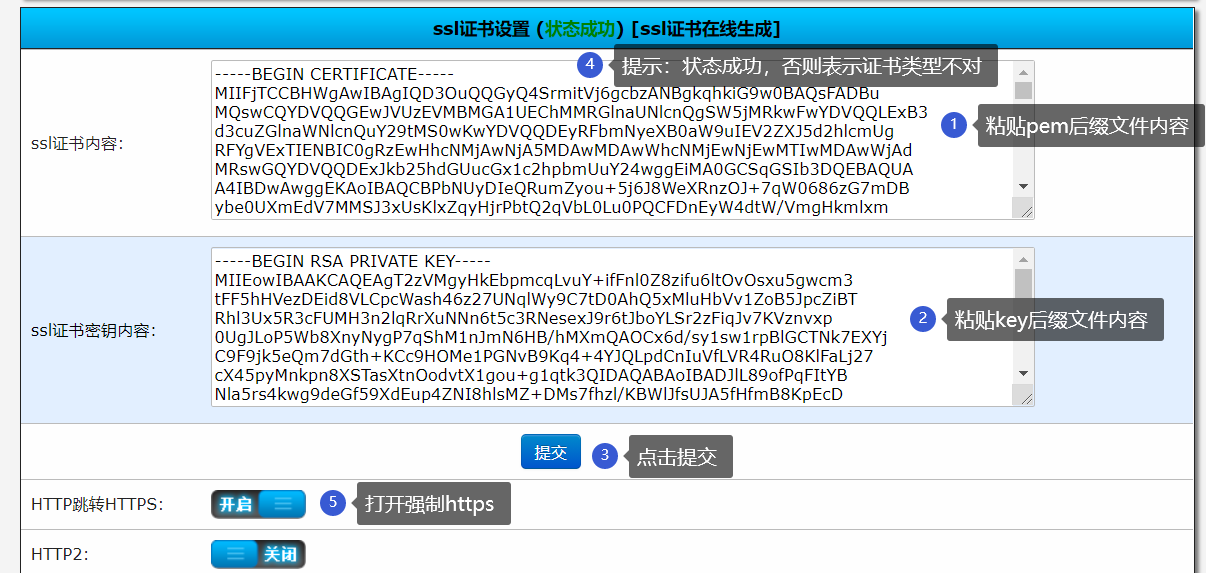 ssl证书设置 (状态成功) [ssl证书在线生成]
4 提示：状态成功，否则表示证书类型不对
ssl证书内容：
-----BEGIN CERTIFICATE-----
MIIFjTCCBHWgAwIBAgIQD3OuQQGyQ4SrmitVj6gcbzANBgkqhkiG9w0BAQsFADBu
MQswCQYDVQQGEwJVUzEVMBMGA1UEChMMRGlnaUNlcnQgSW5jMRkwFwYDVQQLExB3
d3cuZGlnaWNlcnQuY29tMS0wKwYDVQQDEyRFbmNyeXB0aW9uIEV2ZXJ5d2hlcmUg
RFYgVExTIENBIC0gRzEwHhcNMjAwNjA5MDAwMDAwWhcNMjEwNjEwMTIwMDAwWjAd
MRswGQYDVQQDExJkb25hdGUucGx1c2hpbmUuY24wggEiMA0GCSqGSIb3DQEBAQUA
A4IBDwAwggEKAoIBAQCBPbNUyDIeQRumZyou+5j6J8WeXRnzOJ+7qW0686zG7mDB
ybe0UXmEdV7MMSJ3xUsKlxZqyHjrPbtQ2qVbL0Lu0PQCFDnEyW4dtW/VmgHkmlxm
1 粘贴pem后缀文件内容
ssl证书密钥内容：
-----BEGIN RSA PRIVATE KEY-----
MIIEowIBAAKCAQEAgT2zVMgyHkEbpmcqLvuY+ifFnl0Z8zifu6ltOvOsxu5gwcm3
tFF5hHVezDEid8VLCpcWash46z27UNqlWy9C7tD0AhQ5xMluHbVv1ZoB5JpcZiBT
Rhl3Ux5R3cFUMH3n2lqRrXuNNn6t5c3RNesexJ9r6tJboYLSr2zFiqJv7KVznvxp
0UgJLoP5Wb8XnyNygP7qShM1nJmN6HB/hMXmQAOCx6d/sy1sw1rpBlGCTNk7EXYj
C9F9jk5eQm7dGth+KCc9HOMe1PGNvB9Kq4+4YJQLpdCnIuVfLVR4RuO8KlFaLj27
cX45pyMnkpn8XSTasXtnOodvtX1gou+g1qtk3QIDAQABAoIBADJlL89ofPqFItYB
Nla5rs4kwg9deGf59XdEup4ZNI8hlsMZ+DMs7fhzl/KBWlJfsUJA5fHfmB8KpEcD
2 粘贴key后缀文件内容
提交
3 点击提交
HTTP跳转HTTPS：
开启
5 打开强制https
HTTP2：
关闭